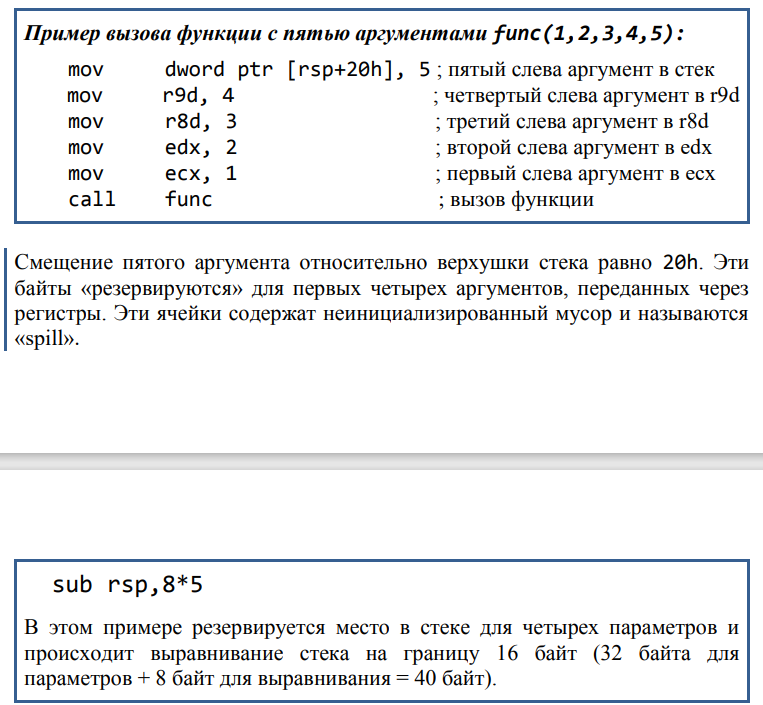 Пример вызова функции с пятью аргументами func(1,2,3,4,5):
mov dword ptr [rsp+20h], 5 ; пятый слева аргумент в стек
mov r9d, 4 ; четвертый слева аргумент в r9d
mov r8d, 3 ; третий слева аргумент в r8d
mov edx, 2 ; второй слева аргумент в edx
mov ecx, 1 ; первый слева аргумент в ecx
call func ; вызов функции
Смещение пятого аргумента относительно верхушки стека равно 20h. Эти
байты «резервируются» для первых четырех аргументов, переданных через
регистры. Эти ячейки содержат неинициализированный мусор и называются
«spill».
sub rsp,8*5
В этом примере резервируется место в стеке для четырех параметров и
происходит выравнивание стека на границу 16 байт (32 байта для
параметров + 8 байт для выравнивания = 40 байт).